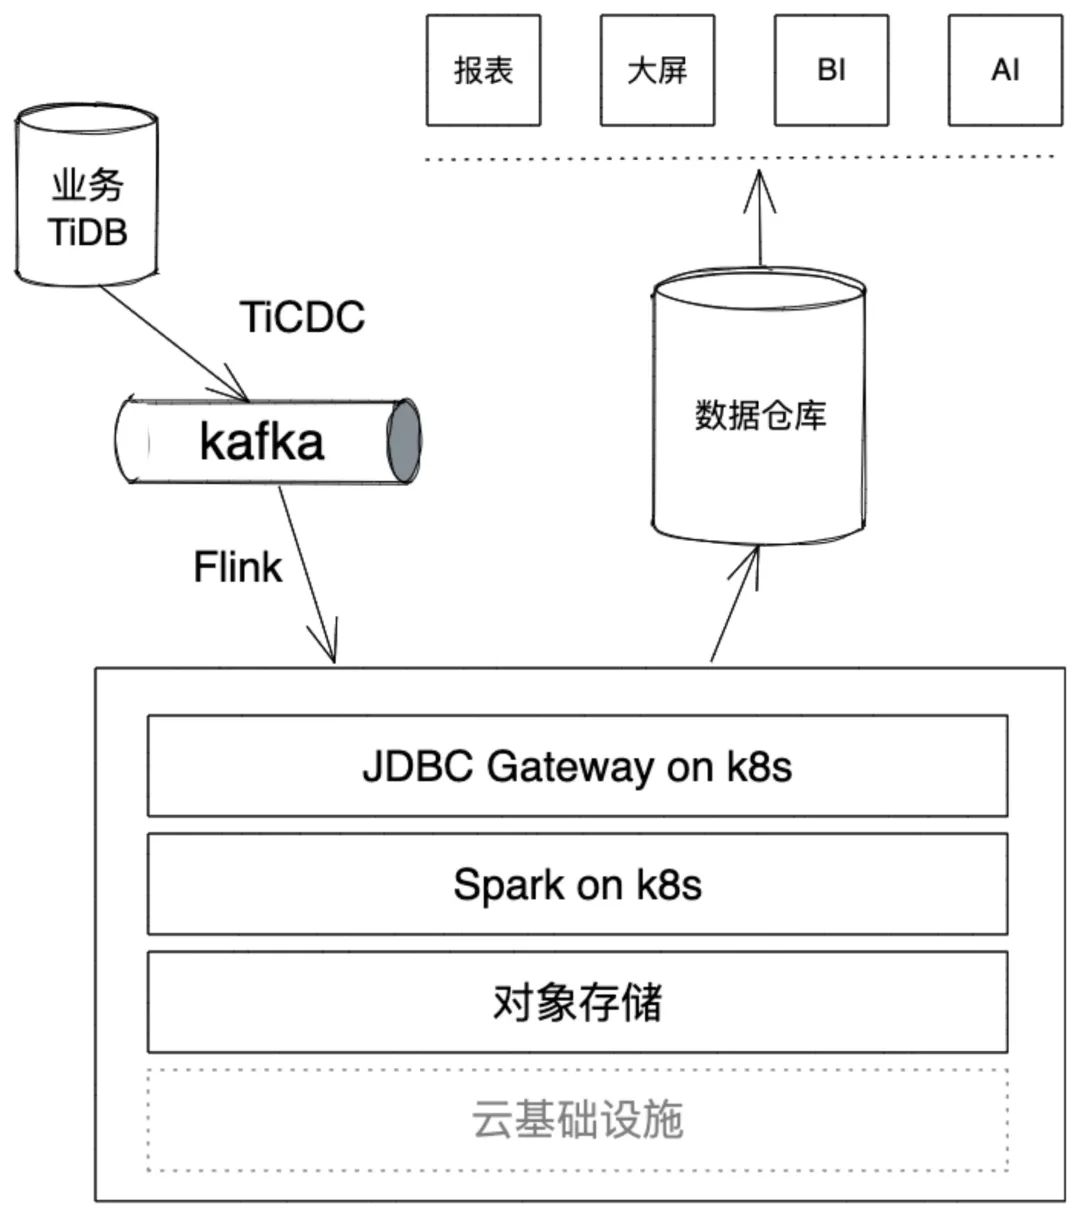 报表
大屏
BI
AI
业务
TiDB
TiCDC
kafka
数据仓库
Flink
JDBC Gateway on k8s
Spark on k8s
对象存储
云基础设施